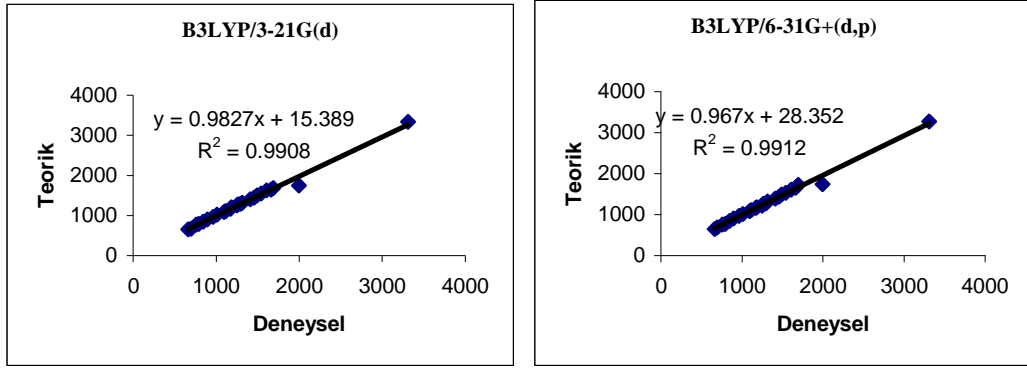 B3LYP/3-21G(d)
y = 0.9827x + 15.389
R² = 0.9908
4000
3000
2000
1000
0
0 1000 2000 3000 4000
Teorik
Deneysel
B3LYP/6-31G+(d,p)
y = 0.967x + 28.352
R² = 0.9912
4000
3000
2000
1000
0
0 1000 2000 3000 4000
Teorik
Deneysel